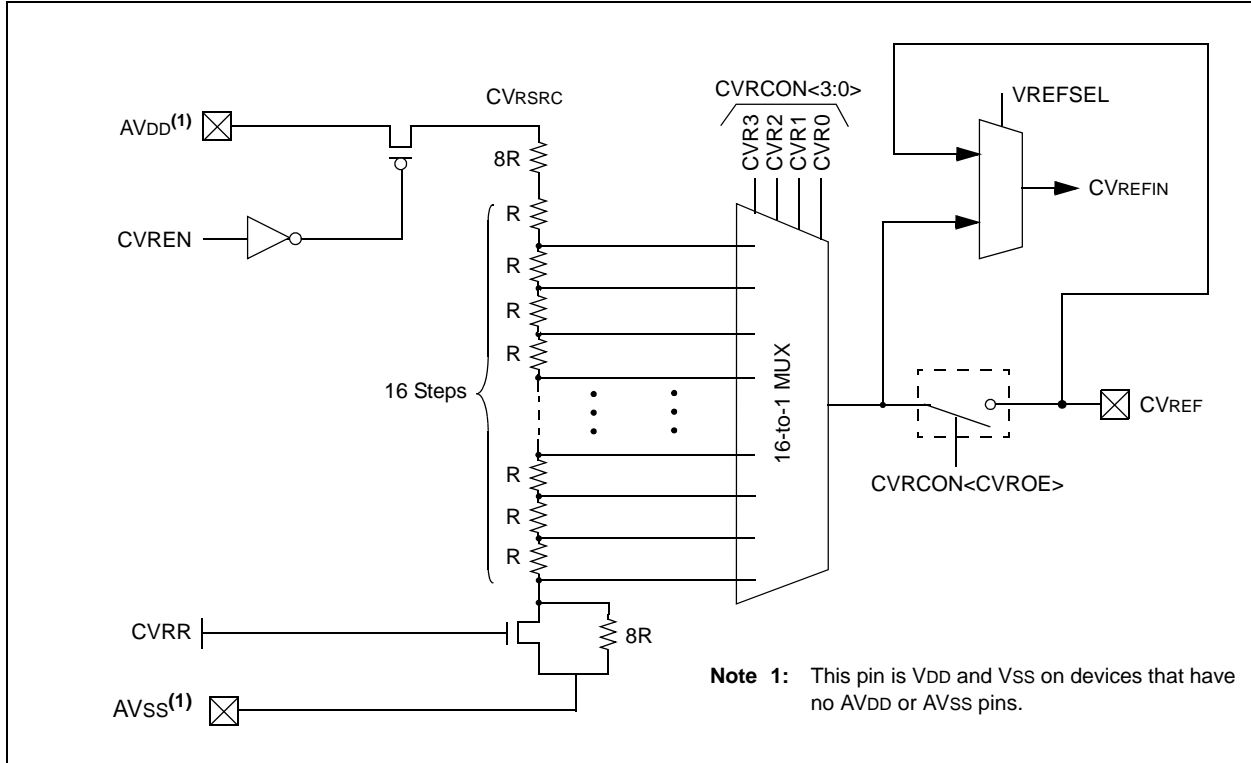 CVRCON<3:0>
CVRSRC
VREFSEL
AVDD(1)
CVR3
CVR2
CVR1
CVR0
8R
R
CVREFIN
CVREN
R
R
R
16 Steps
16-to-1 MUX
CVREF
R
CVRCON<CVROE>
R
R
CVRR
8R
Note 1: This pin is VDD and VSS on devices that have
no AVDD or AVSS pins.
AVSS(1)